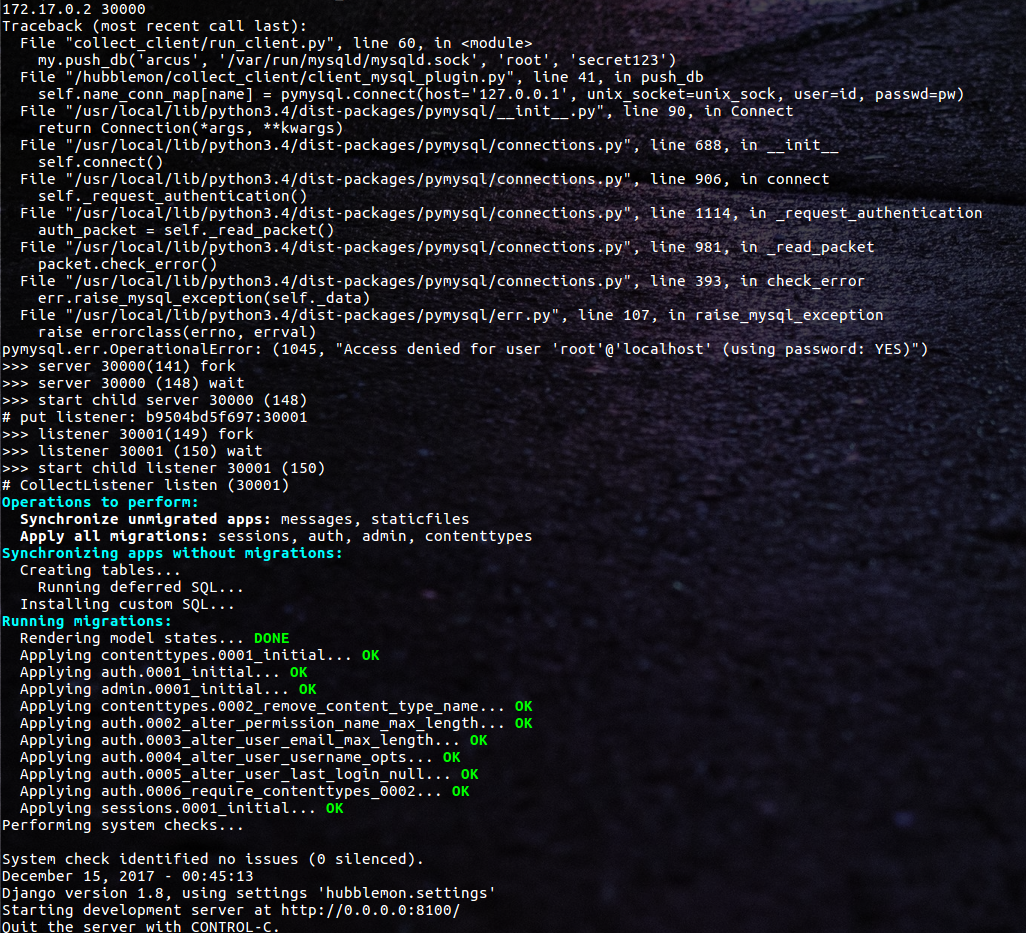 172.17.0.2 30000
Traceback (most recent call last):
  File "collect_client/run_client.py", line 60, in <module>
    my.push_db('arcus', '/var/run/mysqld/mysqld.sock', 'root', 'secret123')
  File "/hubblemon/collect_client/client_mysql_plugin.py", line 41, in push_db
    self.name_conn_map[name] = pymysql.connect(host='127.0.0.1', unix_socket=unix_sock, user=id, passwd=pw)
  File "/usr/local/lib/python3.4/dist-packages/pymysql/__init__.py", line 90, in Connect
    return Connection(*args, **kwargs)
  File "/usr/local/lib/python3.4/dist-packages/pymysql/connections.py", line 688, in __init__
    self.connect()
  File "/usr/local/lib/python3.4/dist-packages/pymysql/connections.py", line 906, in connect
    self._request_authentication()
  File "/usr/local/lib/python3.4/dist-packages/pymysql/connections.py", line 1114, in _request_authentication
    auth_packet = self._read_packet()
  File "/usr/local/lib/python3.4/dist-packages/pymysql/connections.py", line 981, in _read_packet
    packet.check_error()
  File "/usr/local/lib/python3.4/dist-packages/pymysql/connections.py", line 393, in check_error
    err.raise_mysql_exception(self._data)
  File "/usr/local/lib/python3.4/dist-packages/pymysql/err.py", line 107, in raise_mysql_exception
    raise errorclass(errno, errval)
pymysql.err.OperationalError: (1045, "Access denied for user 'root'@'localhost' (using password: YES)")
>>> server 30000(141) fork
>>> server 30000 (148) wait
>>> start child server 30000 (148)
# put listener: b9504bd5f697:30001
>>> listener 30001(149) fork
>>> listener 30001 (150) wait
>>> start child listener 30001 (150)
# CollectListener listen (30001)
Operations to perform:
  Synchronize unmigrated apps: messages, staticfiles
  Apply all migrations: sessions, auth, admin, contenttypes
Synchronizing apps without migrations:
  Creating tables...
    Running deferred SQL...
  Installing custom SQL...
Running migrations:
  Rendering model states... DONE
  Applying contenttypes.0001_initial... OK
  Applying auth.0001_initial... OK
  Applying admin.0001_initial... OK
  Applying contenttypes.0002_remove_content_type_name... OK
  Applying auth.0002_alter_permission_name_max_length... OK
  Applying auth.0003_alter_user_email_max_length... OK
  Applying auth.0004_alter_user_username_opts... OK
  Applying auth.0005_alter_user_last_login_null... OK
  Applying auth.0006_require_contenttypes_0002... OK
  Applying sessions.0001_initial... OK
Performing system checks...

System check identified no issues (0 silenced).
December 15, 2017 - 00:45:13
Django version 1.8, using settings 'hubblemon.settings'
Starting development server at http://0.0.0.0:8100/
Quit the server with CONTROL-C.